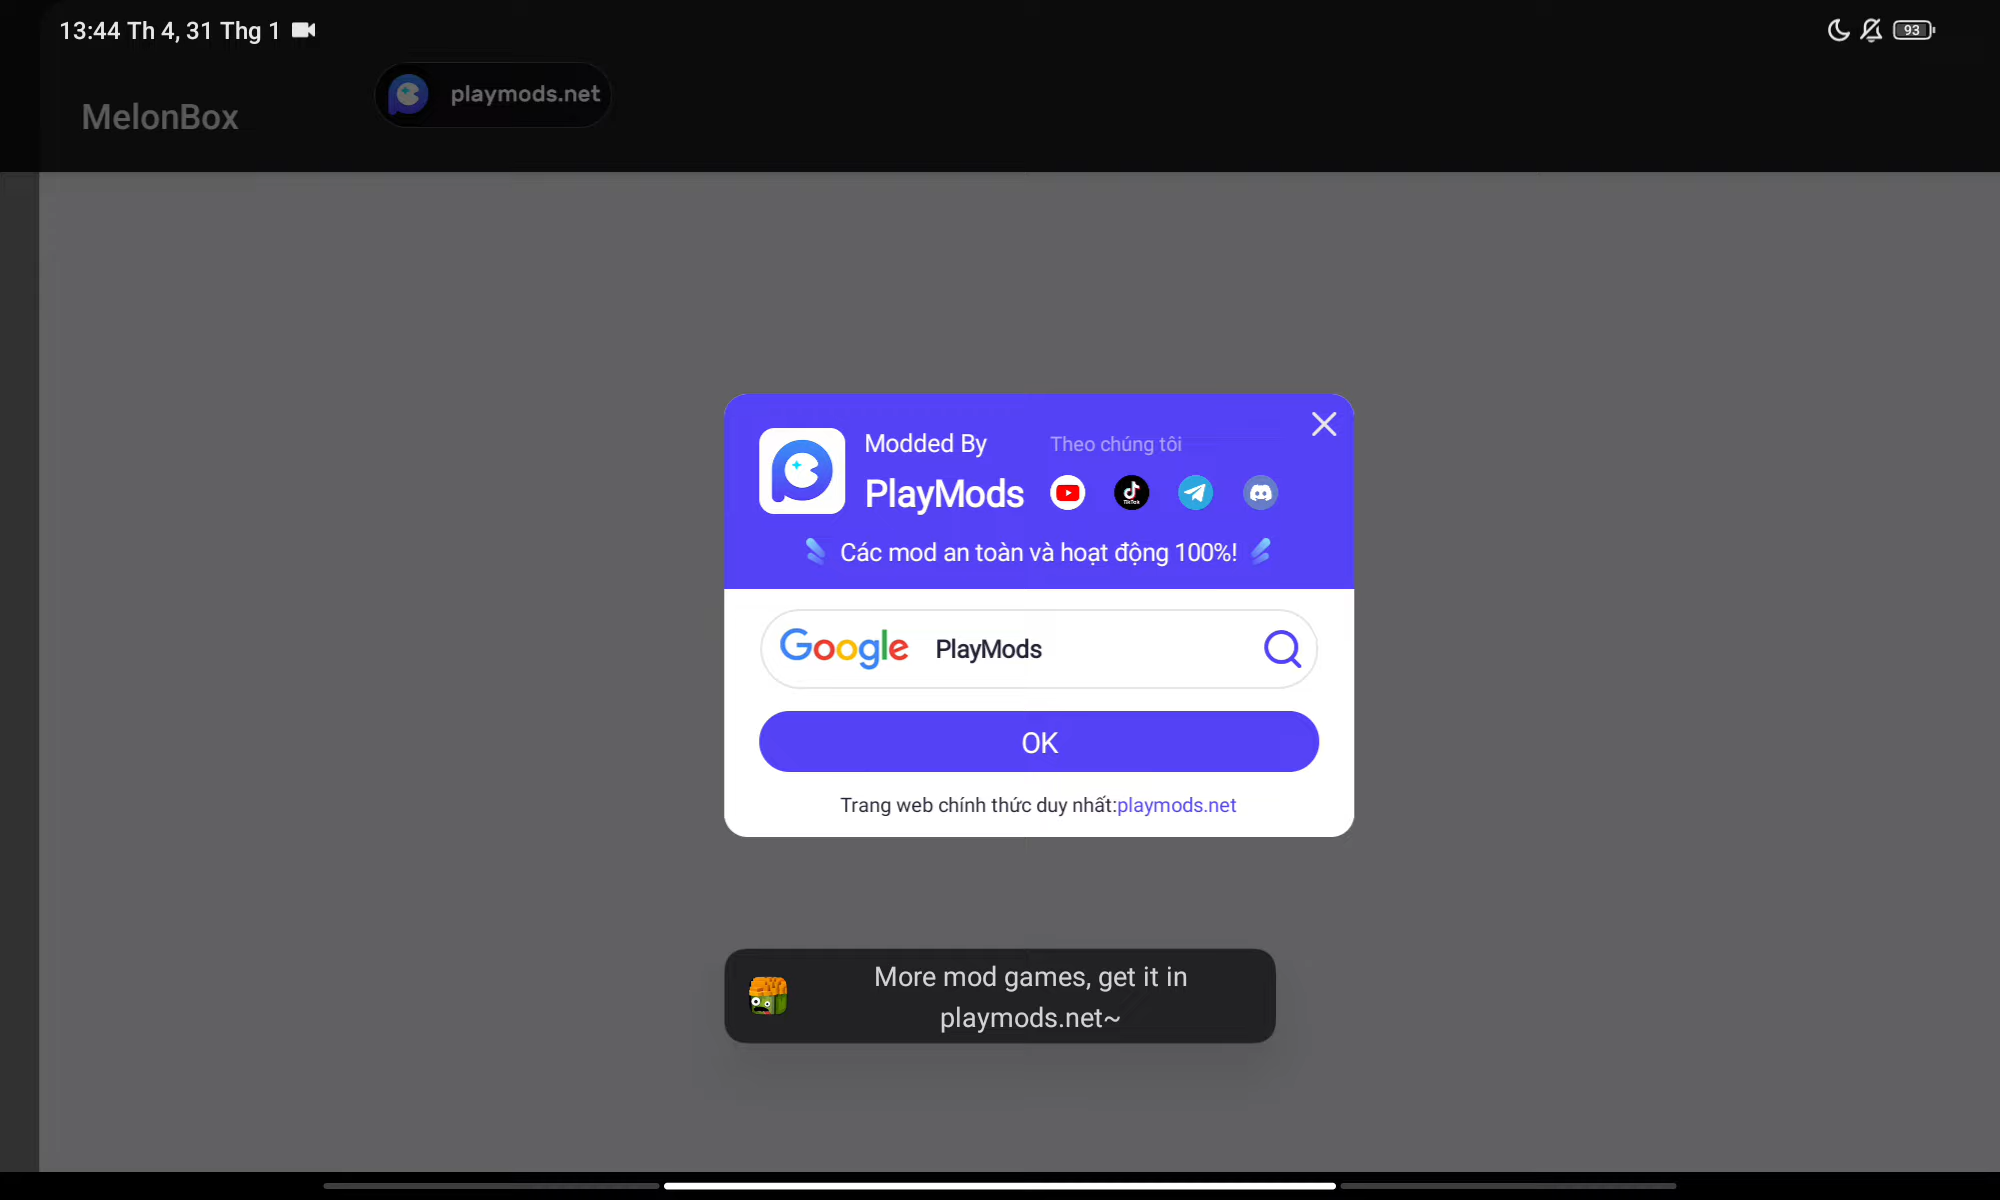 13:44 Th 4, 31 Thg 1
93
MelonBox
playmods.net
Modded By
PlayMods
Theo chúng tôi
TikTok
Các mod an toàn và hoạt động 100%!
Google
PlayMods
OK
Trang web chính thức duy nhất:playmods.net
More mod games, get it in
playmods.net~